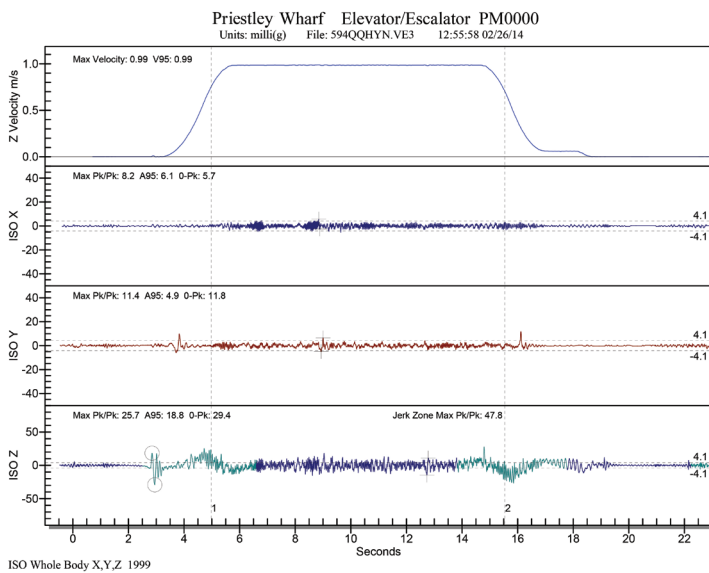 Priestley Wharf Elevator/Escalator PM0000
Units: milli(g) File: 594QQHYN.VE3 12:55:58 02/26/14
Max Velocity: 0.99 V95: 0.99
Z Velocity m/s
1.0
0.5
0.0
Max Pk/Pk: 8.2 A95: 6.1 0-Pk: 5.7
ISO X
40
20
0
-20
-40
4.1
-4.1
Max Pk/Pk: 11.4 A95: 4.9 0-Pk: 11.8
ISO Y
40
20
0
-20
-40
4.1
-4.1
Max Pk/Pk: 25.7 A95: 18.8 0-Pk: 29.4 Jerk Zone Max Pk/Pk: 47.8
ISO Z
50
0
-50
4.1
-4.1
1 2
0 2 4 6 8 10 12 14 16 18 20 22
Seconds
ISO Whole Body X,Y,Z 1999